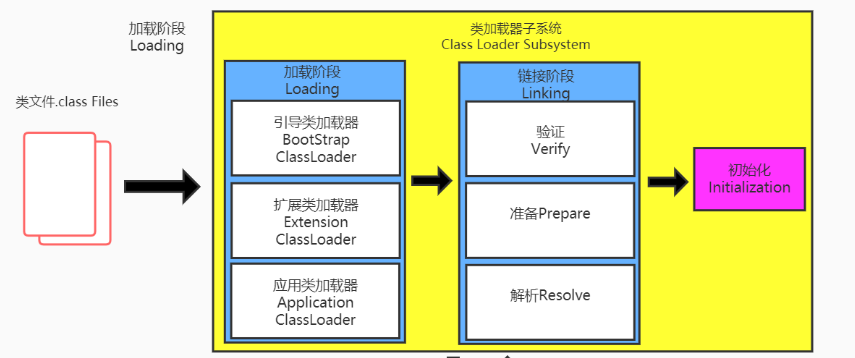 加载阶段
Loading
类文件.class Files
类加载器子系统
Class Loader Subsystem
加载阶段
Loading
引导类加载器
BootStrap
ClassLoader
扩展类加载器
Extension
ClassLoader
应用类加载器
Application
ClassLoader
链接阶段
Linking
验证
Verify
准备Prepare
解析Resolve
初始化
Initialization